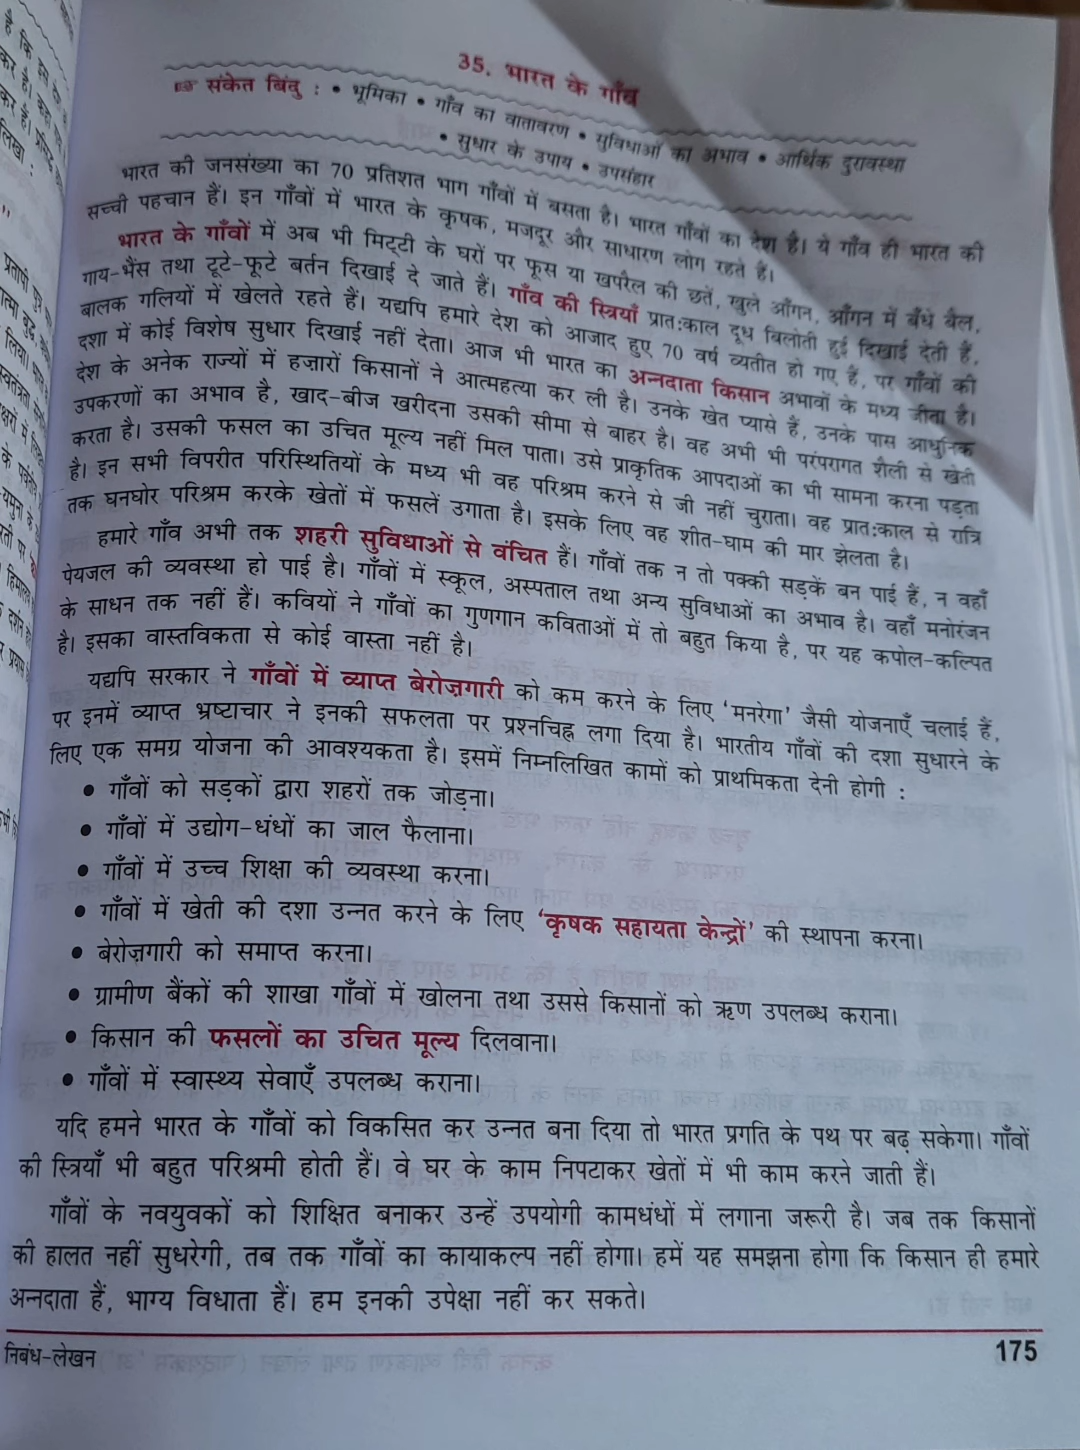 35. भारत के गाँव
☞ संकेत बिंदु : • भूमिका • गाँव का वातावरण • सुविधाओं का अभाव • आर्थिक दुरावस्था
• सुधार के उपाय • उपसंहार
भारत की जनसंख्या का 70 प्रतिशत भाग गाँवों में बसता है। भारत गाँवों का देश है। ये गाँव ही भारत की
सच्ची पहचान हैं। इन गाँवों में भारत के कृषक, मजदूर और साधारण लोग रहते हैं।
भारत के गाँवों में अब भी मिट्टी के घरों पर फूस या खपरैल की छतें, खुले आँगन, आँगन में बँधे बैल,
गाय-भैंस तथा टूटे-फूटे बर्तन दिखाई दे जाते हैं। गाँव की स्त्रियाँ प्रात:काल दूध बिलोती हुई दिखाई देती हैं,
बालक गलियों में खेलते रहते हैं। यद्यपि हमारे देश को आजाद हुए 70 वर्ष व्यतीत हो गए हैं, पर गाँवों की
दशा में कोई विशेष सुधार दिखाई नहीं देता। आज भी भारत का अन्नदाता किसान अभावों के मध्य जीता है।
देश के अनेक राज्यों में हज़ारों किसानों ने आत्महत्या कर ली है। उनके खेत प्यासे हैं, उनके पास आधुनिक
उपकरणों का अभाव है, खाद-बीज खरीदना उसकी सीमा से बाहर है। वह अभी भी परंपरागत शैली से खेती
करता है। उसकी फसल का उचित मूल्य नहीं मिल पाता। उसे प्राकृतिक आपदाओं का भी सामना करना पड़ता
है। इन सभी विपरीत परिस्थितियों के मध्य भी वह परिश्रम करने से जी नहीं चुराता। वह प्रात:काल से रात्रि
तक घनघोर परिश्रम करके खेतों में फसलें उगाता है। इसके लिए वह शीत-घाम की मार झेलता है।
हमारे गाँव अभी तक शहरी सुविधाओं से वंचित हैं। गाँवों तक न तो पक्की सड़कें बन पाई हैं, न वहाँ
पेयजल की व्यवस्था हो पाई है। गाँवों में स्कूल, अस्पताल तथा अन्य सुविधाओं का अभाव है। वहाँ मनोरंजन
के साधन तक नहीं हैं। कवियों ने गाँवों का गुणगान कविताओं में तो बहुत किया है, पर यह कपोल-कल्पित
है। इसका वास्तविकता से कोई वास्ता नहीं है।
यद्यपि सरकार ने गाँवों में व्याप्त बेरोज़गारी को कम करने के लिए ‘मनरेगा’ जैसी योजनाएँ चलाई हैं,
पर इनमें व्याप्त भ्रष्टाचार ने इनकी सफलता पर प्रश्नचिह्न लगा दिया है। भारतीय गाँवों की दशा सुधारने के
लिए एक समग्र योजना की आवश्यकता है। इसमें निम्नलिखित कामों को प्राथमिकता देनी होगी :
• गाँवों को सड़कों द्वारा शहरों तक जोड़ना।
• गाँवों में उद्योग-धंधों का जाल फैलाना।
• गाँवों में उच्च शिक्षा की व्यवस्था करना।
• गाँवों में खेती की दशा उन्नत करने के लिए ‘कृषक सहायता केन्द्रों’ की स्थापना करना।
• बेरोज़गारी को समाप्त करना।
• ग्रामीण बैंकों की शाखा गाँवों में खोलना तथा उससे किसानों को ऋण उपलब्ध कराना।
• किसान की फसलों का उचित मूल्य दिलवाना।
• गाँवों में स्वास्थ्य सेवाएँ उपलब्ध कराना।
यदि हमने भारत के गाँवों को विकसित कर उन्नत बना दिया तो भारत प्रगति के पथ पर बढ़ सकेगा। गाँवों
की स्त्रियाँ भी बहुत परिश्रमी होती हैं। वे घर के काम निपटाकर खेतों में भी काम करने जाती हैं।
गाँवों के नवयुवकों को शिक्षित बनाकर उन्हें उपयोगी कामधंधों में लगाना जरूरी है। जब तक किसानों
की हालत नहीं सुधरेगी, तब तक गाँवों का कायाकल्प नहीं होगा। हमें यह समझना होगा कि किसान ही हमारे
अन्नदाता हैं, भाग्य विधाता हैं। हम इनकी उपेक्षा नहीं कर सकते।
निबंध-लेखन 175